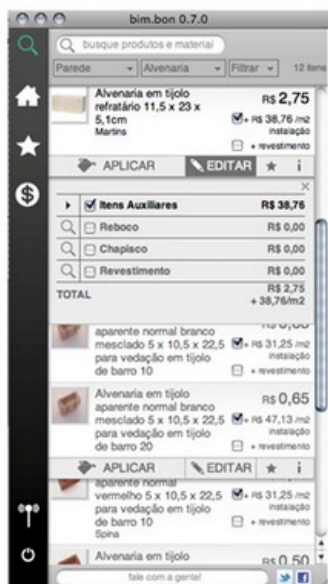 bim.bon 0.7.0
busque produtos e material
Parede Alvenaria Filtrar 12 itens
Alvenaria em tijolo
refratário 11,5 x 23 x
5,1cm
Martins
R$ 2,75
+ R$ 38,76 /m2
instalação
+ revestimento
APLICAR EDITAR i
Itens Auxiliares R$ 38,76
Reboco R$ 0,00
Chapisco R$ 0,00
Revestimento R$ 0,00
TOTAL R$ 2,75
+ 38,76/m2
aparente normal branco
mesclado 5 x 10,5 x 22,5
para vedação em tijolo
de barro 10
+ R$ 31,25 /m2
instalação
+ revestimento
Alvenaria em tijolo
aparente normal branco
mesclado 5 x 10,5 x 22,5
para vedação em tijolo
de barro 20
R$ 0,65
+ R$ 47,13 /m2
instalação
+ revestimento
APLICAR EDITAR i
aparente normal
vermelho 5 x 10,5 x 22,5
para vedação em tijolo
de barro 10
Spina
+ R$ 31,25 /m2
instalação
+ revestimento
Alvenaria em tijolo
R$ 0,50
fale com a gente!